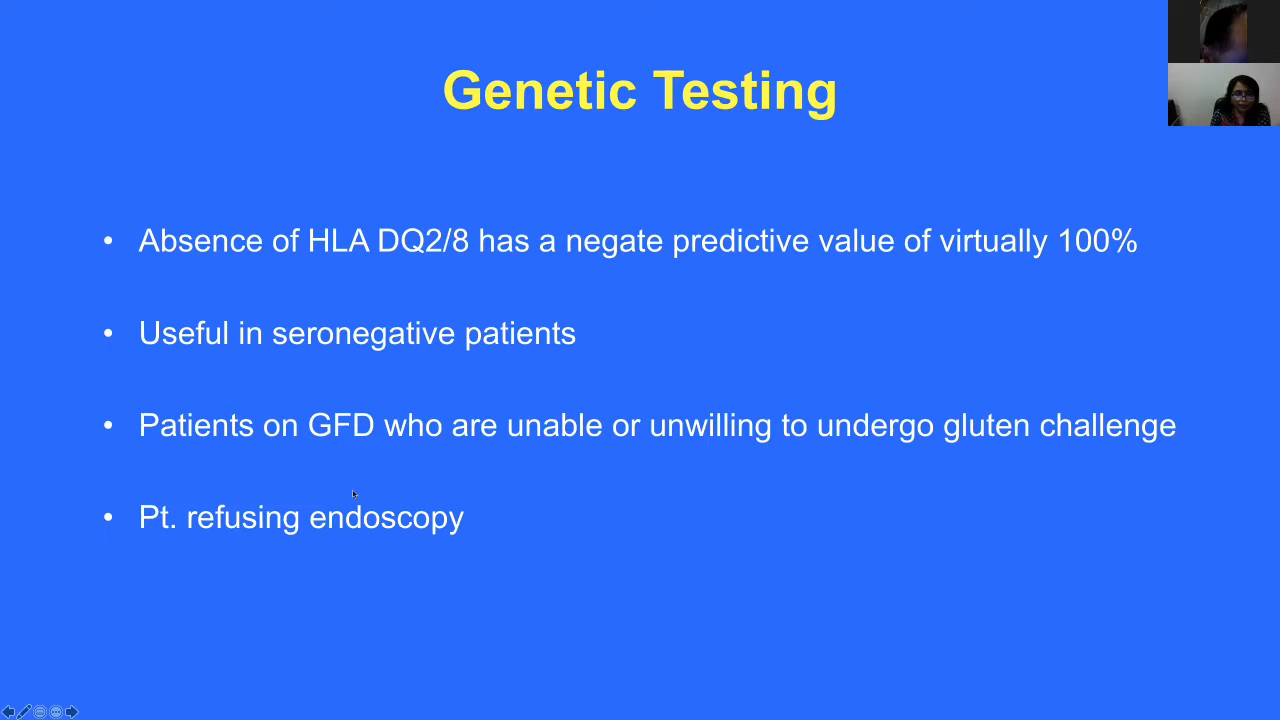 Genetic Testing
• Absence of HLA DQ2/8 has a negate predictive value of virtually 100%
• Useful in seronegative patients
• Patients on GFD who are unable or unwilling to undergo gluten challenge
• Pt. refusing endoscopy